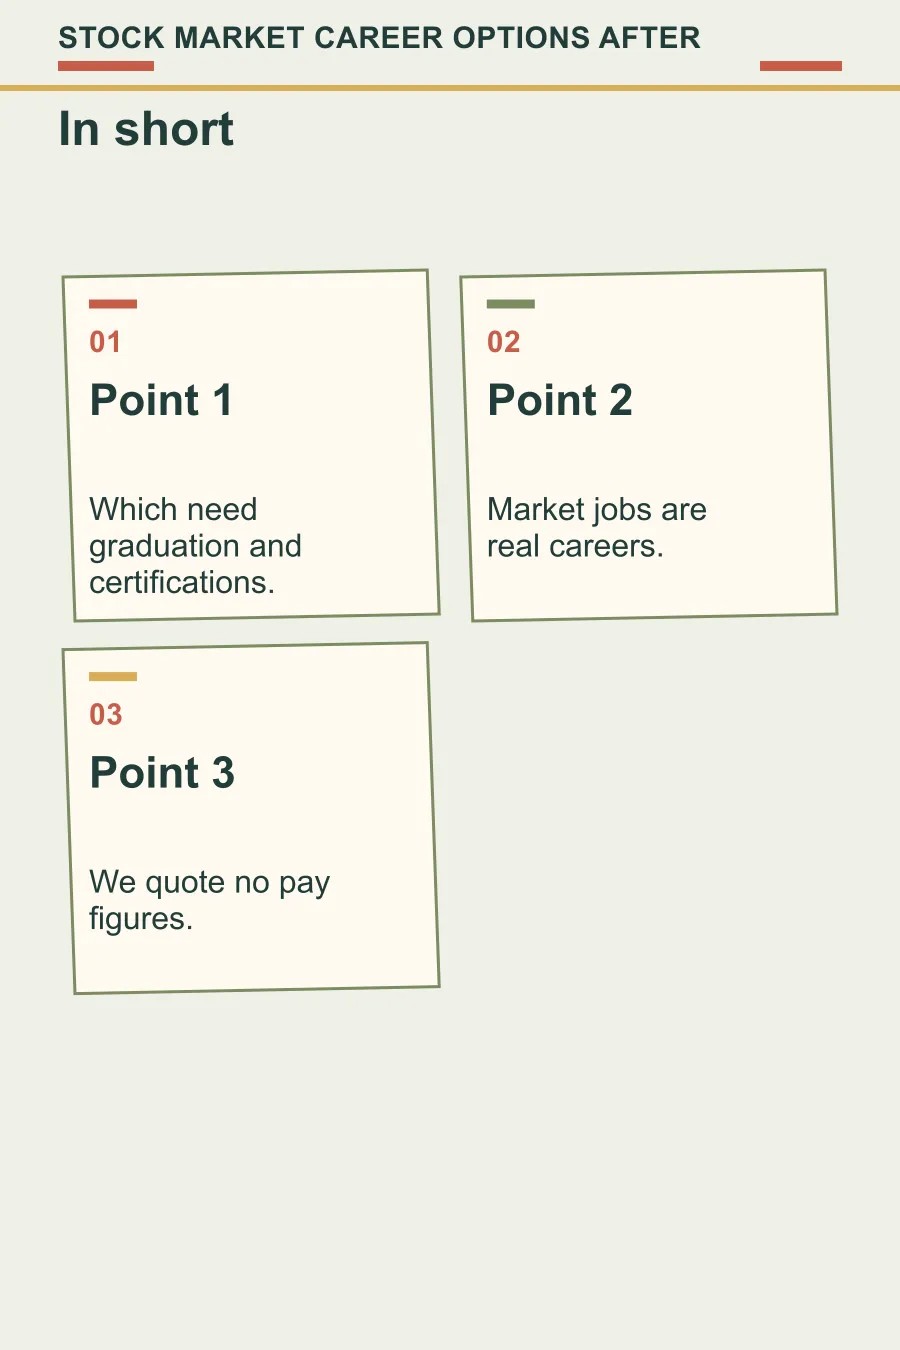 STOCK MARKET CAREER OPTIONS AFTER
In short
01
Point 1
Which need
graduation and
certifications.
02
Point 2
Market jobs are
real careers.
03
Point 3
We quote no pay
figures.